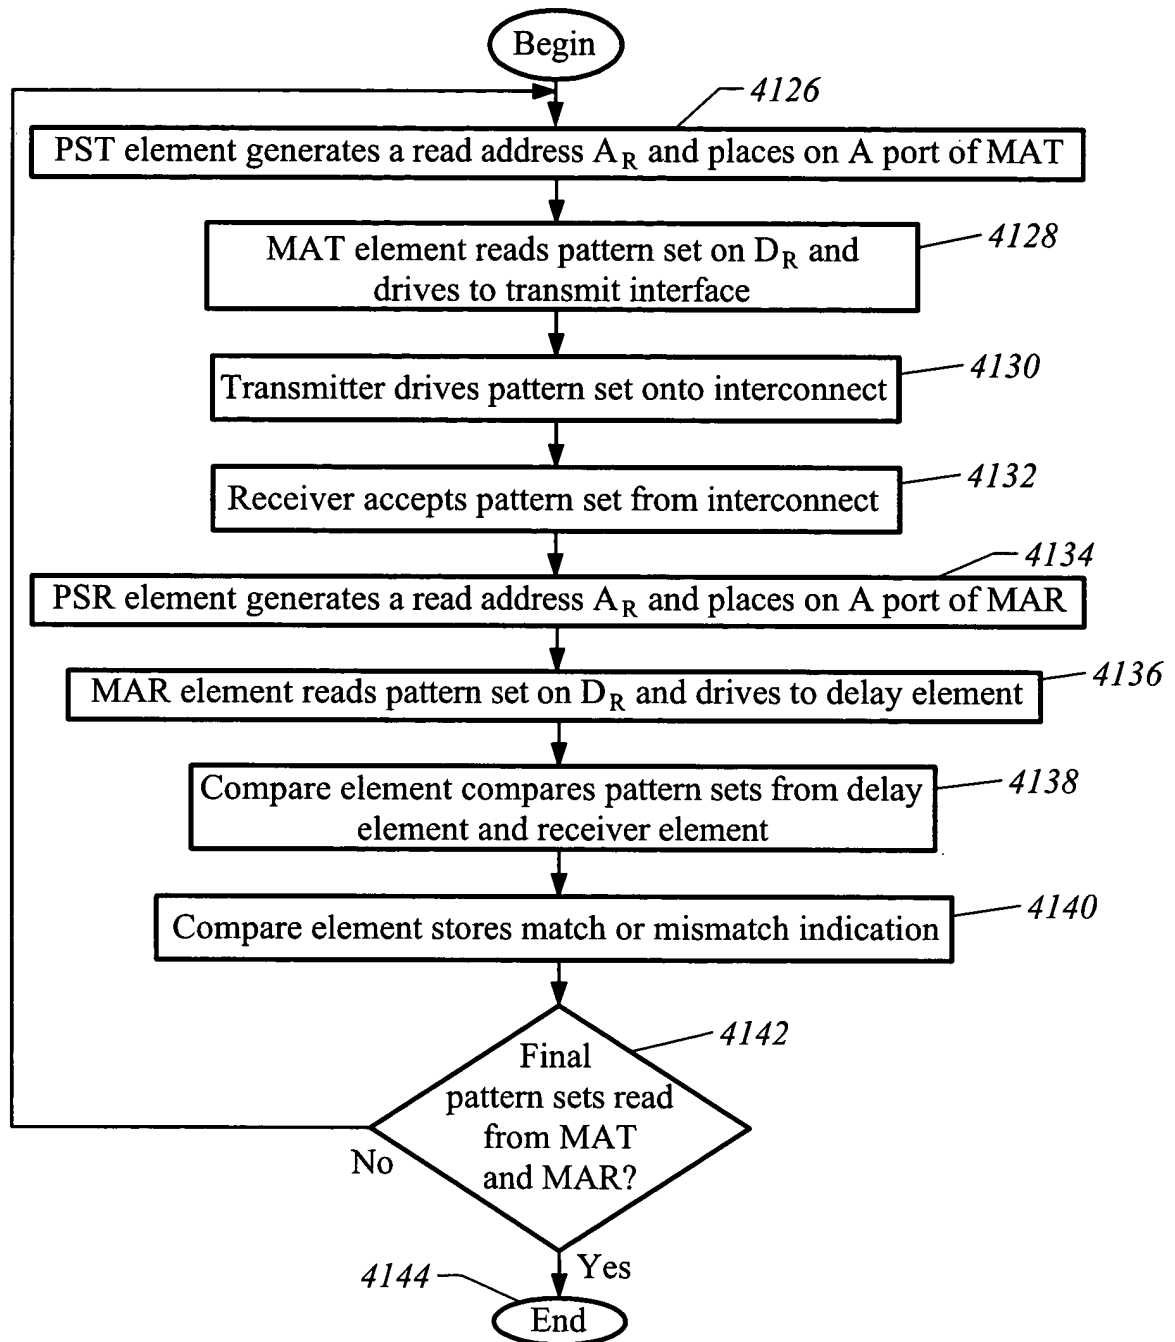 Begin
4126
PST element generates a read address A_R and places on A port of MAT
4128
MAT element reads pattern set on D_R and
drives to transmit interface
4130
Transmitter drives pattern set onto interconnect
4132
Receiver accepts pattern set from interconnect
4134
PSR element generates a read address A_R and places on A port of MAR
4136
MAR element reads pattern set on D_R and drives to delay element
4138
Compare element compares pattern sets from delay
element and receiver element
4140
Compare element stores match or mismatch indication
4142
Final
pattern sets read
from MAT
and MAR?
No
Yes
4144
End